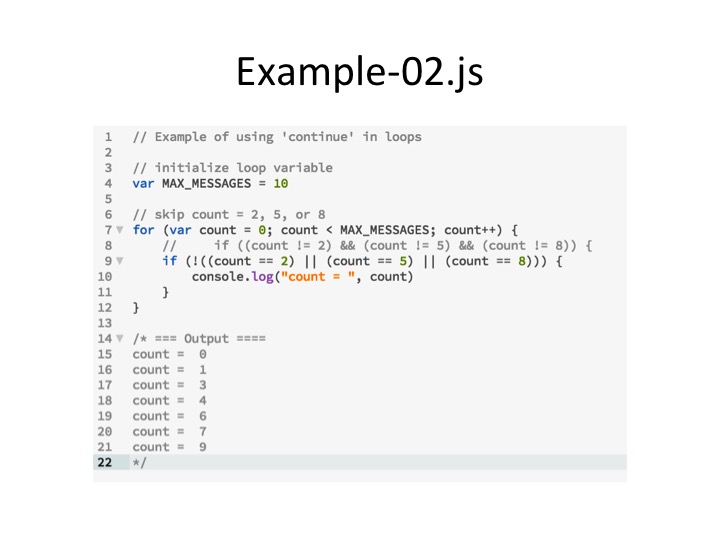 Example-02.js
1 // Example of using 'continue' in loops
2
3 // initialize loop variable
4 var MAX_MESSAGES = 10
5
6 // skip count = 2, 5, or 8
7 for (var count = 0; count < MAX_MESSAGES; count++) {
8     //     if ((count != 2) && (count != 5) && (count != 8)) {
9     if (!((count == 2) || (count == 5) || (count == 8))) {
10         console.log("count = ", count)
11     }
12 }
13
14 /* === Output ====
15 count =  0
16 count =  1
17 count =  3
18 count =  4
19 count =  6
20 count =  7
21 count =  9
22 */